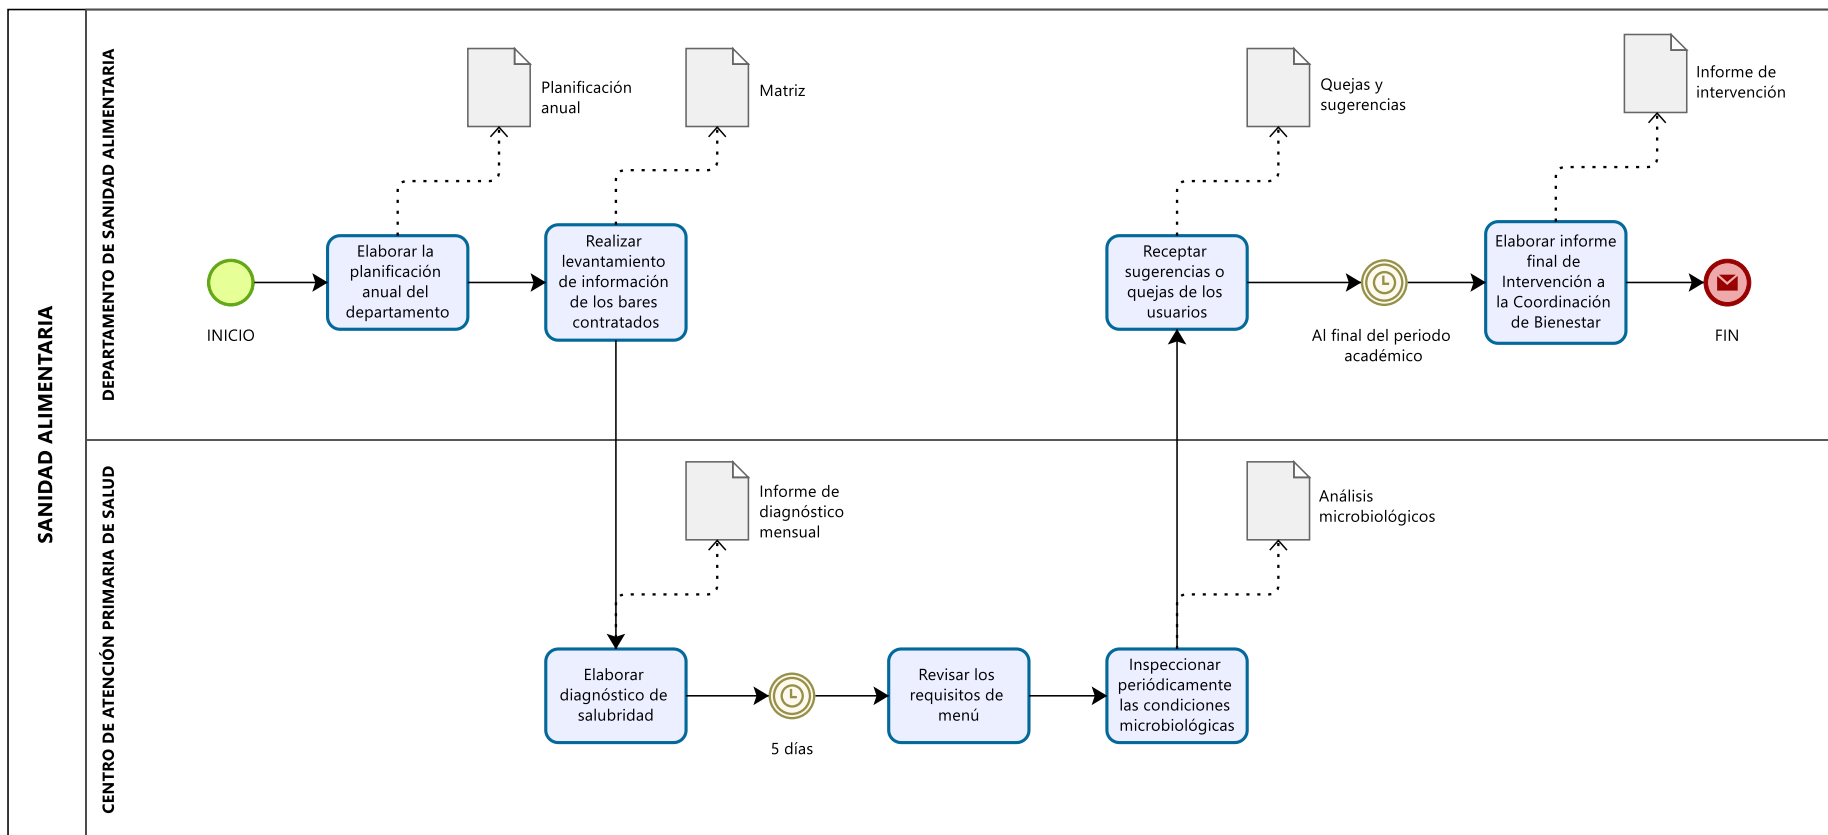 SANIDAD ALIMENTARIA
DEPARTAMENTO DE SANIDAD ALIMENTARIA
Planificación
anual
Matriz
Quejas y
sugerencias
Informe de
intervención
INICIO
Elaborar la
planificación
anual del
departamento
Realizar
levantamiento
de información
de los bares
contratados
Receptar
sugerencias o
quejas de los
usuarios
Al final del periodo
académico
Elaborar informe
final de
Intervención a
la Coordinación
de Bienestar
FIN
CENTRO DE ATENCIÓN PRIMARIA DE SALUD
Informe de
diagnóstico
mensual
Análisis
microbiológicos
Elaborar
diagnóstico de
salubridad
5 días
Revisar los
requisitos de
menú
Inspeccionar
periódicamente
las condiciones
microbiológicas